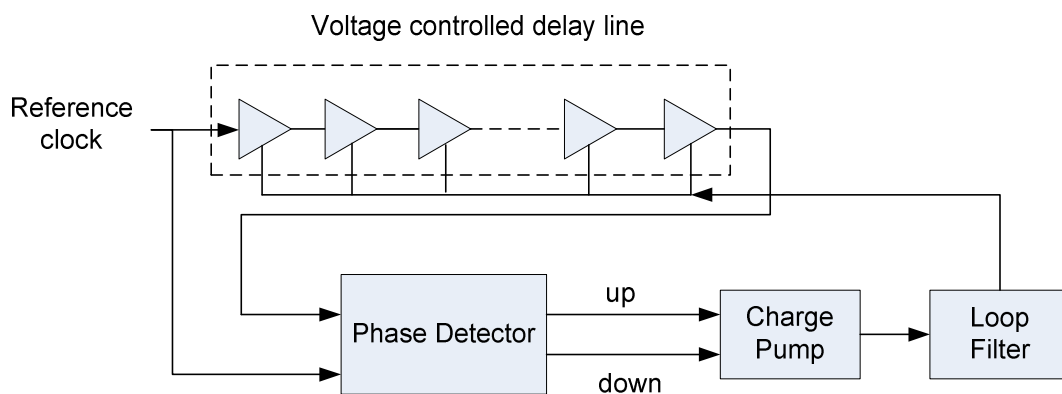 Voltage controlled delay line
Reference
clock
up
Phase Detector
Charge
Pump
Loop
Filter
down